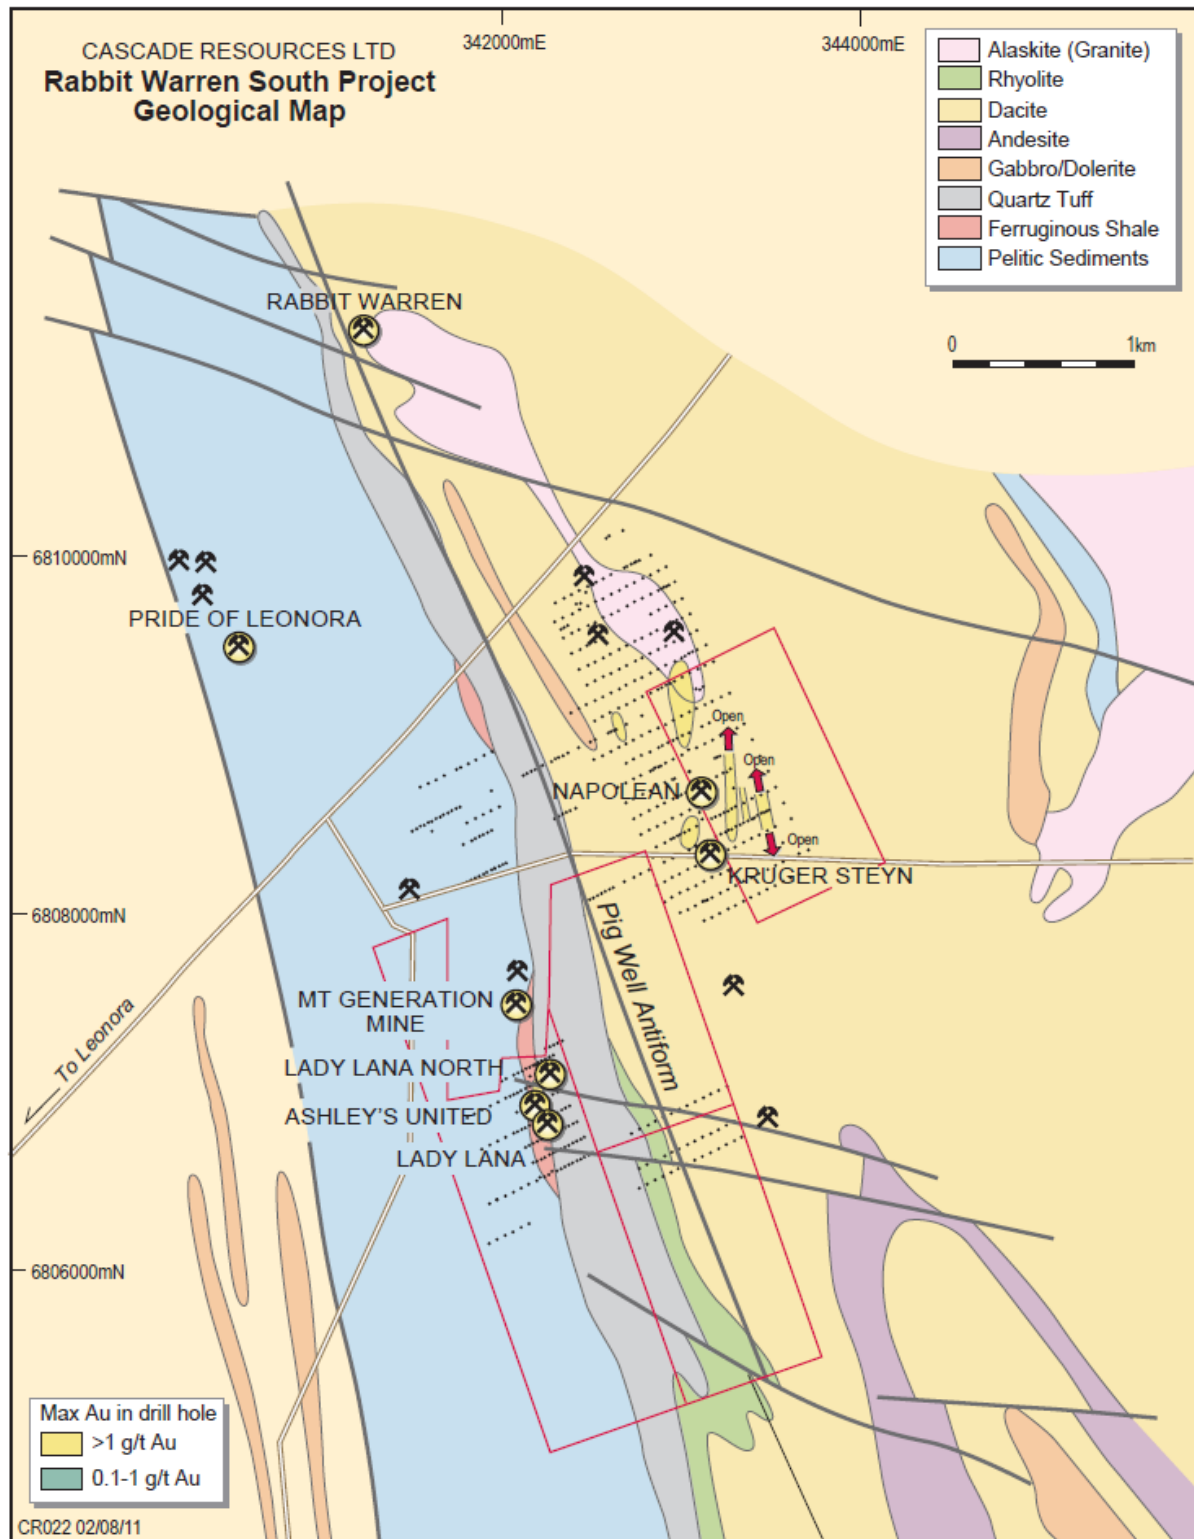 342000mE
344000mE
CASCADE RESOURCES LTD
Rabbit Warren South Project
Geological Map
Alaskite (Granite)
Rhyolite
Dacite
Andesite
Gabbro/Dolerite
Quartz Tuff
Ferruginous Shale
Pelitic Sediments
0 1km
RABBIT WARREN
6810000mN
PRIDE OF LEONORA
Open
Open
NAPOLEAN
Open
KRUGER STEYN
6808000mN
Pig Well Antiform
MT GENERATION
MINE
To Leonora
LADY LANA NORTH
ASHLEY'S UNITED
LADY LANA
6806000mN
Max Au in drill hole
>1 g/t Au
0.1-1 g/t Au
CR022 02/08/11